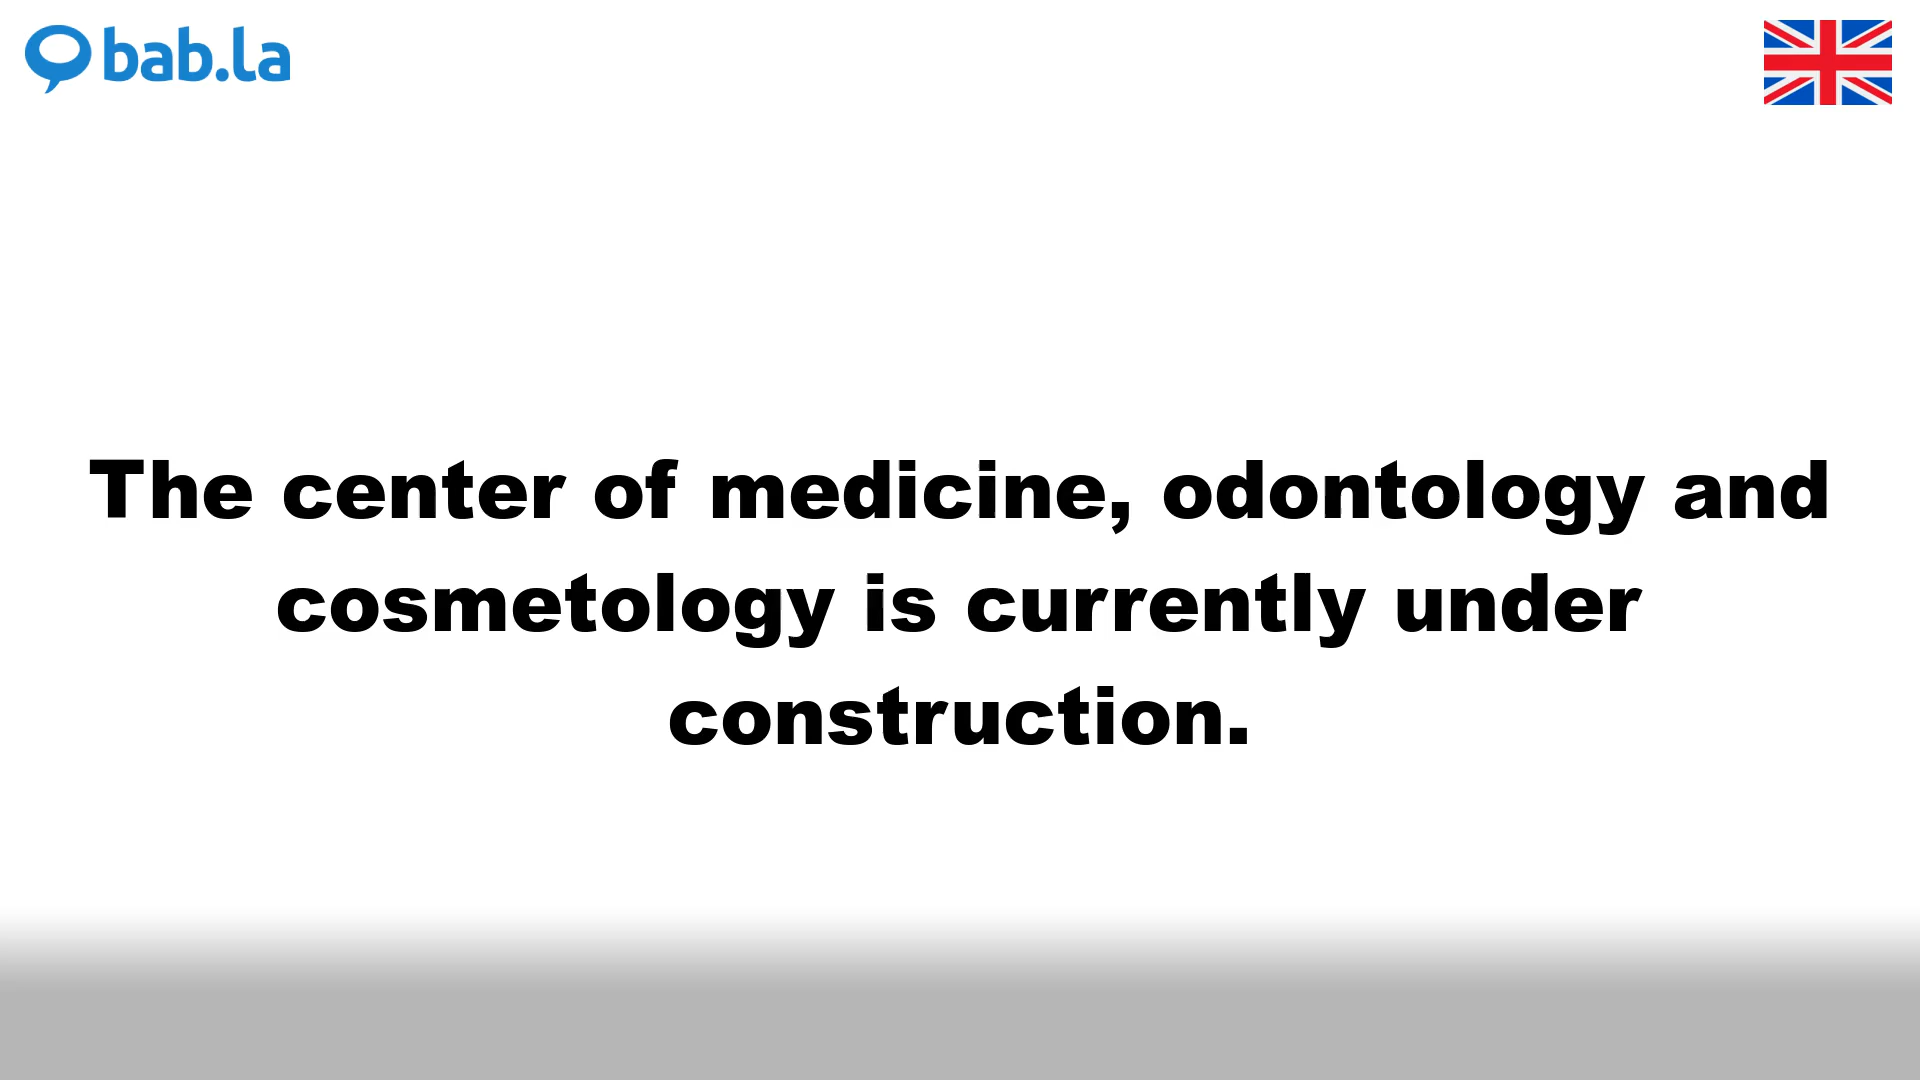 bab.la
The center of medicine, odontology and
cosmetology is currently under
construction.